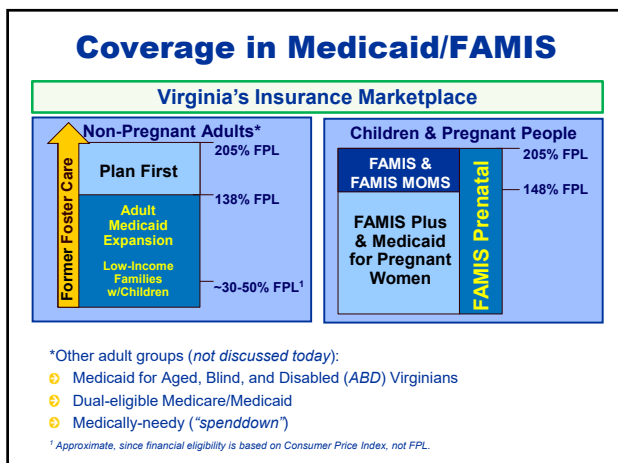 Coverage in Medicaid/FAMIS
Virginia's Insurance Marketplace
Non-Pregnant Adults*
205% FPL
Plan First
138% FPL
Adult
Medicaid
Expansion
Low-Income
Families
w/Children
~30-50% FPL¹
Former Foster Care
Children & Pregnant People
205% FPL
FAMIS &
FAMIS MOMS
148% FPL
FAMIS Plus
& Medicaid
for Pregnant
Women
FAMIS Prenatal
*Other adult groups (not discussed today):
Medicaid for Aged, Blind, and Disabled (ABD) Virginians
Dual-eligible Medicare/Medicaid
Medically-needy ("spenddown")
¹ Approximate, since financial eligibility is based on Consumer Price Index, not FPL.